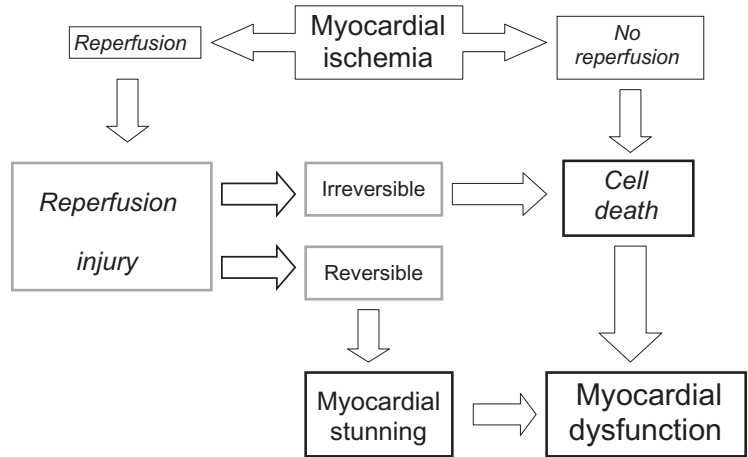 Reperfusion
Myocardial
ischemia
No
reperfusion
Reperfusion
injury
Irreversible
Cell
death
Reversible
Myocardial
stunning
Myocardial
dysfunction